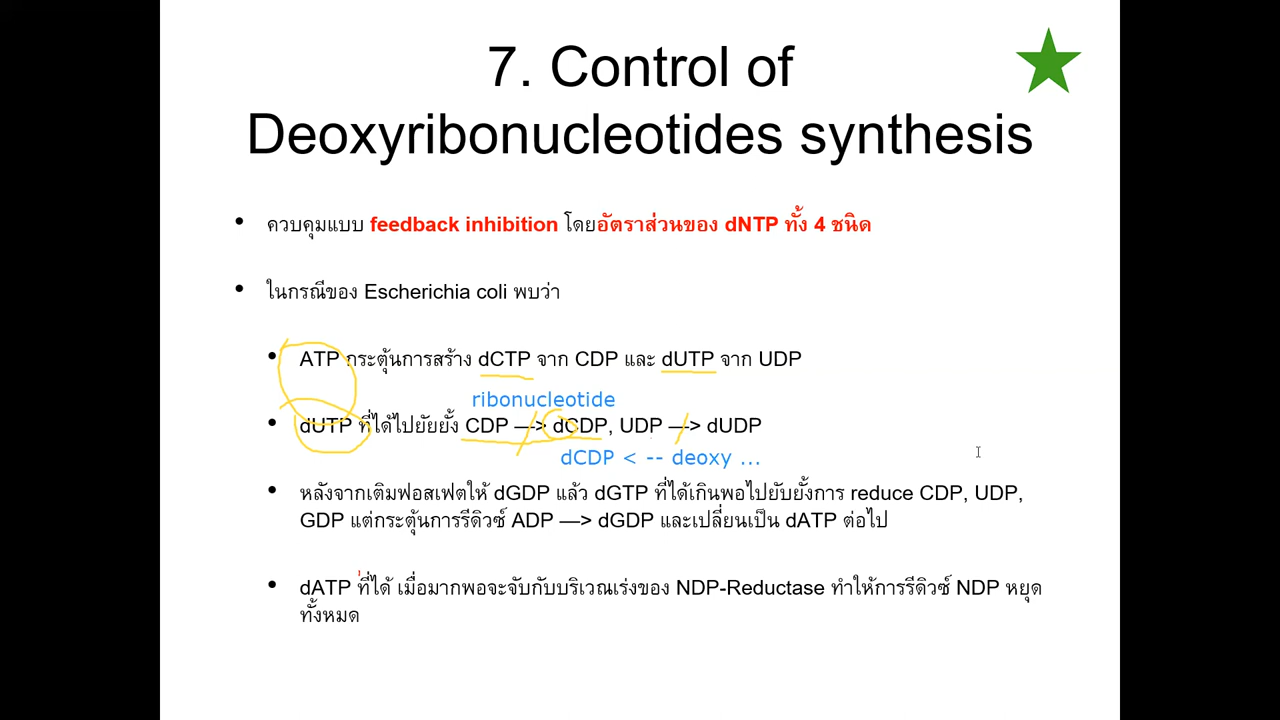 7. Control of
Deoxyribonucleotides synthesis
• ควบคุมแบบ feedback inhibition โดยอัตราส่วนของ dNTP ทั้ง 4 ชนิด
• ในกรณีของ Escherichia coli พบว่า
• ATP กระตุ้นการสร้าง dCTP จาก CDP และ dUTP จาก UDP
ribonucleotide
• dUTP ที่ได้ไปยัยยั้ง CDP —> dCDP, UDP —> dUDP
dCDP < -- deoxy ...
• หลังจากเติมฟอสเฟตให้ dGDP แล้ว dGTP ที่ได้เกินพอไปยับยั้งการ reduce CDP, UDP,
GDP แต่กระตุ้นการรีดิวซ์ ADP —> dGDP และเปลี่ยนเป็น dATP ต่อไป
• dATP ที่ได้ เมื่อมากพอจะจับกับบริเวณเร่งของ NDP-Reductase ทำให้การรีดิวซ์ NDP หยุด
ทั้งหมด